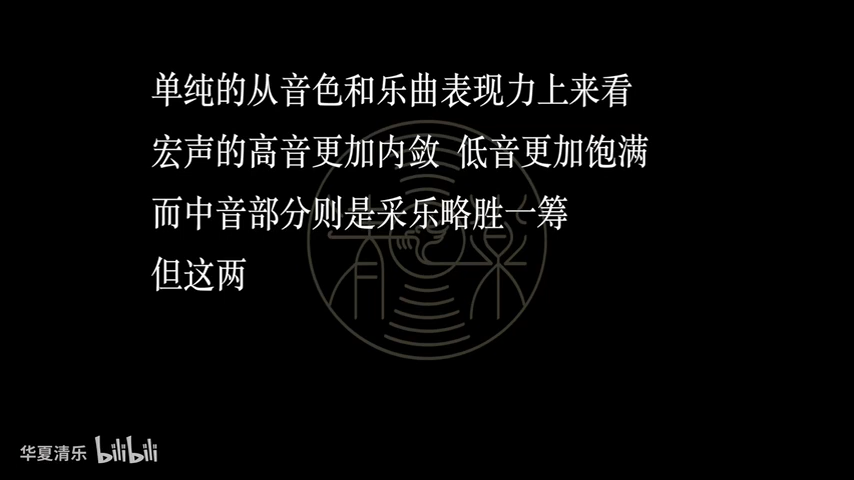 单纯的从音色和乐曲表现力上来看
宏声的高音更加内敛 低音更加饱满
而中音部分则是采乐略胜一筹
但这两
华夏清乐 bilibili